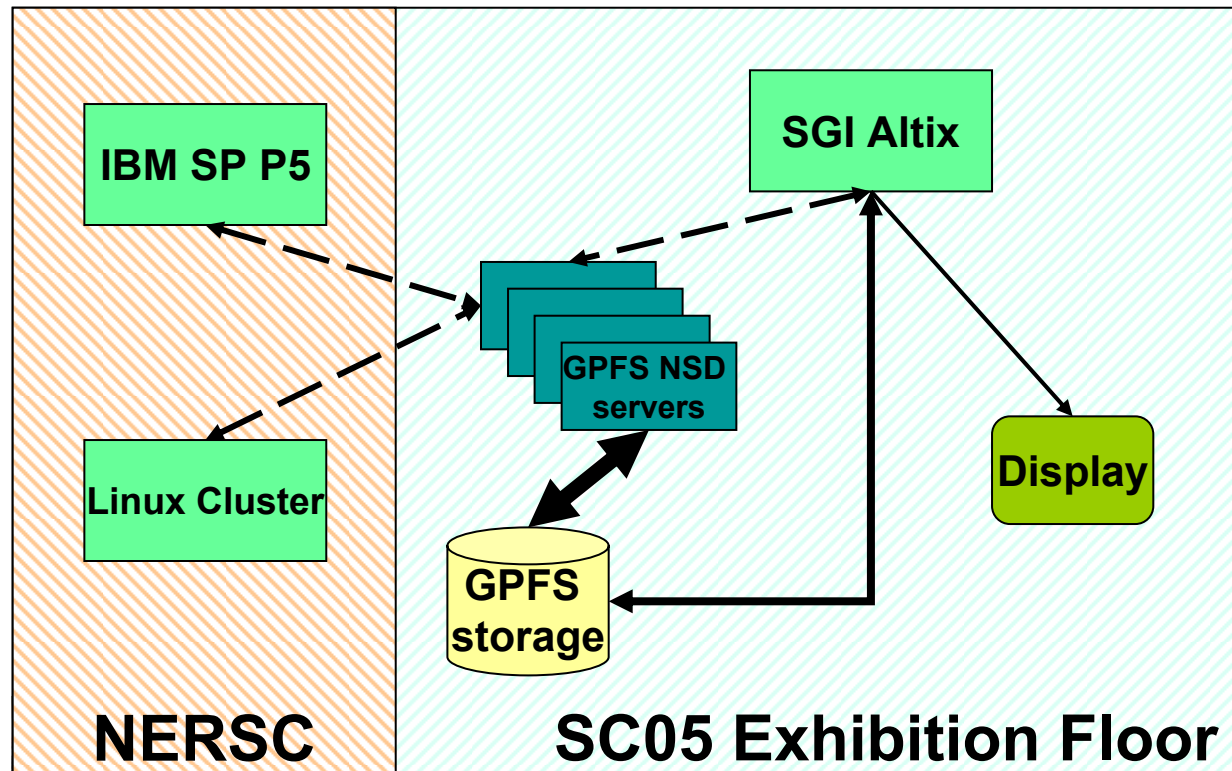 IBM SP P5
SGI Altix
GPFS NSD
servers
Linux Cluster
Display
GPFS
storage
NERSC
SC05 Exhibition Floor